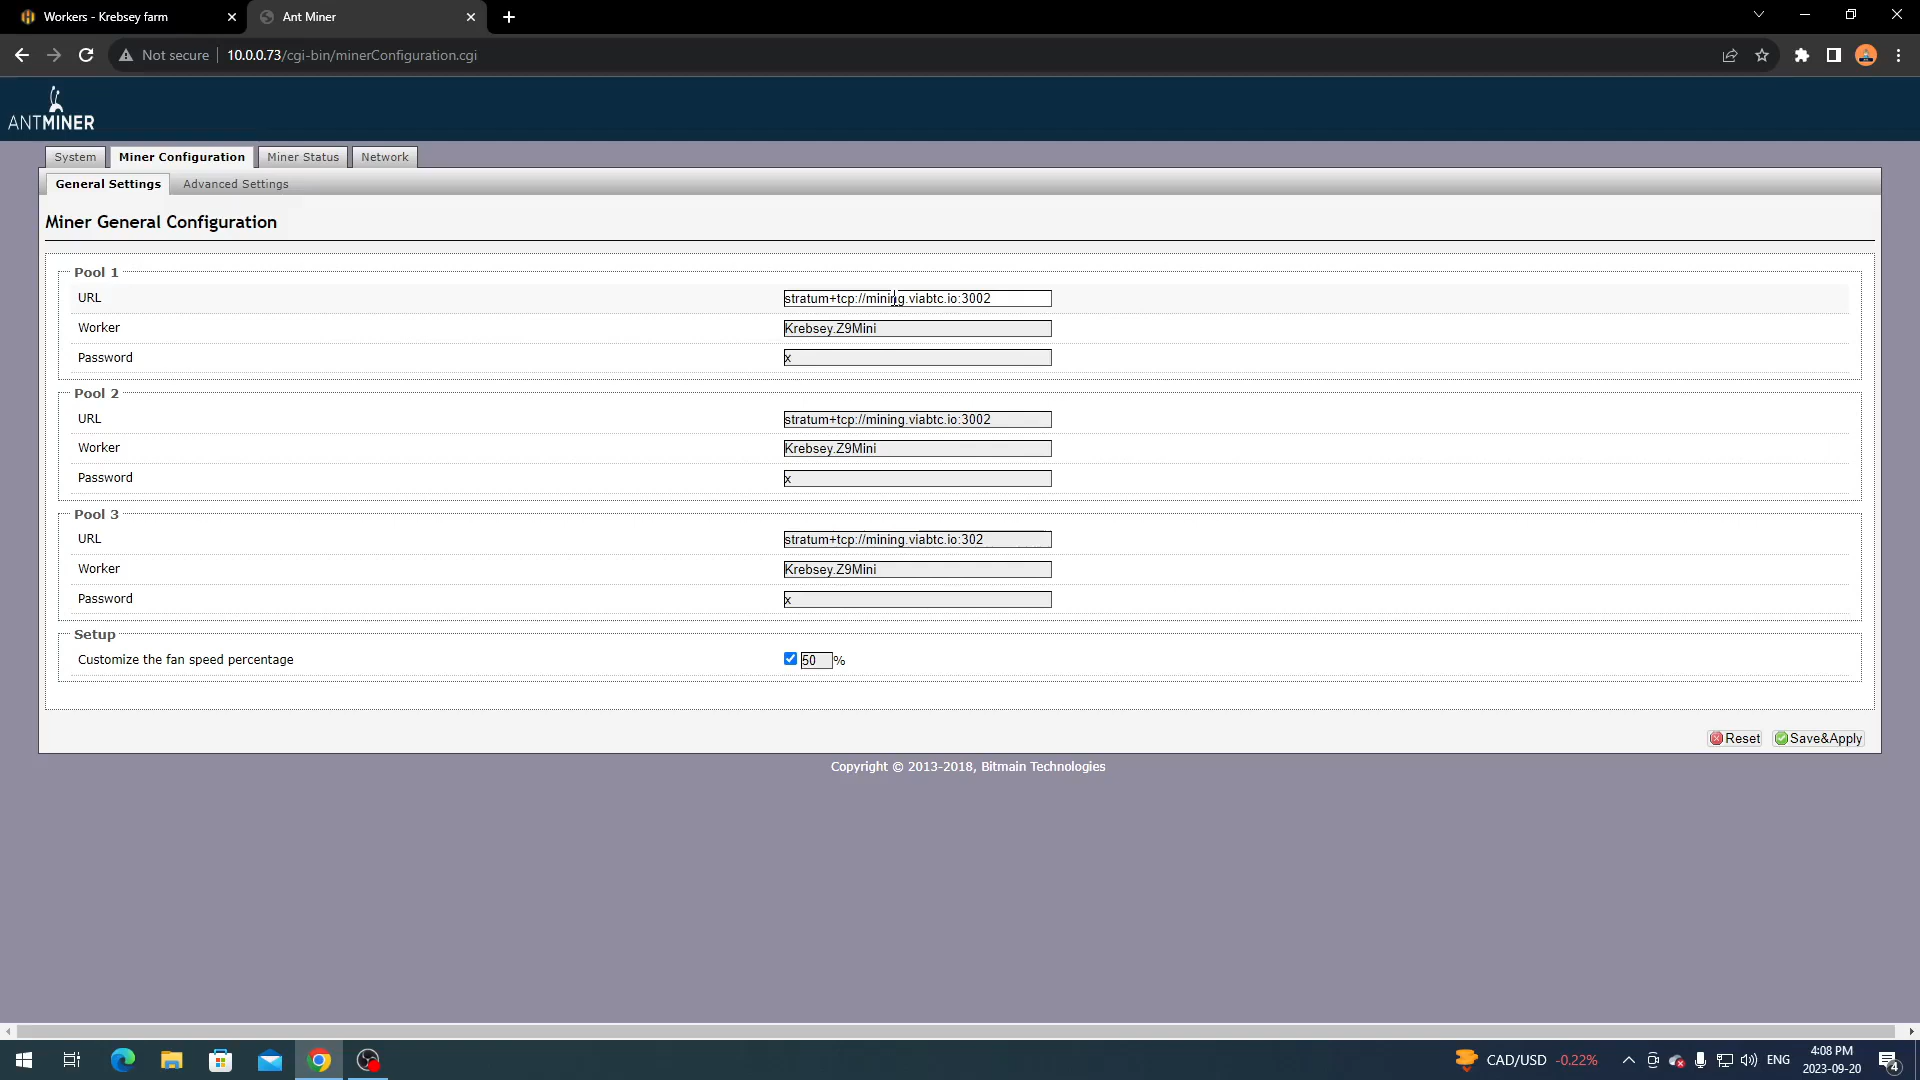 Workers - Krebsey farm
Ant Miner
Not secure
10.0.0.73/cgi-bin/minerConfiguration.cgi
ANTMINER
System
Miner Configuration
Miner Status
Network
General Settings
Advanced Settings
Miner General Configuration
Pool 1
URL
stratum+tcp://mining.viabtc.io:3002
Worker
Krebsey.Z9Mini
Password
x
Pool 2
URL
stratum+tcp://mining.viabtc.io:3002
Worker
Krebsey.Z9Mini
Password
x
Pool 3
URL
stratum+tcp://mining.viabtc.io:302
Worker
Krebsey.Z9Mini
Password
x
Setup
Customize the fan speed percentage
50 %
Reset
Save&Apply
Copyright © 2013-2018, Bitmain Technologies
CAD/USD -0.22%
ENG
4:08 PM
2023-09-20
4